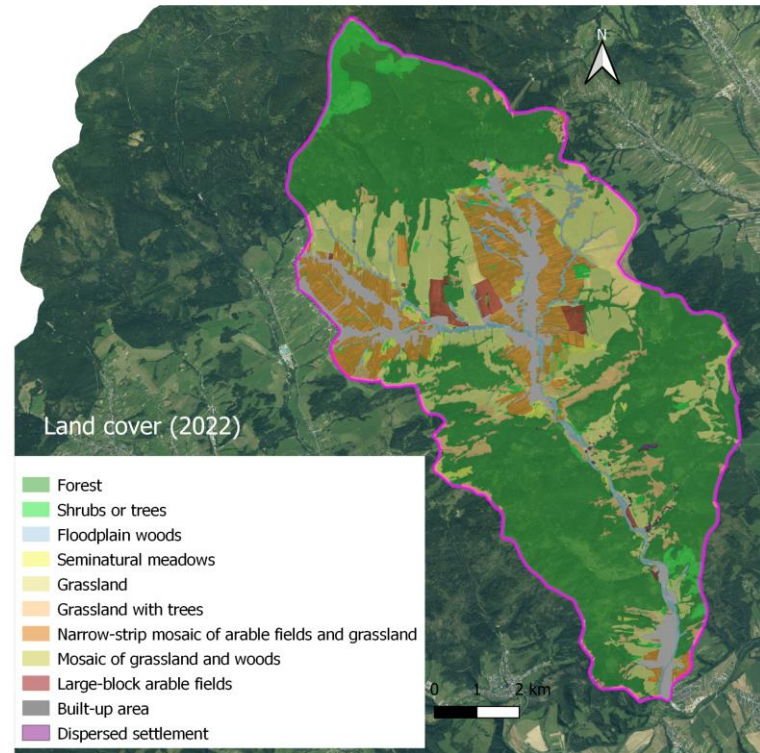 N
Land cover (2022)
Forest
Shrubs or trees
Floodplain woods
Seminatural meadows
Grassland
Grassland with trees
Narrow-strip mosaic of arable fields and grassland
Mosaic of grassland and woods
Large-block arable fields
Built-up area
Dispersed settlement
0 1 2 km